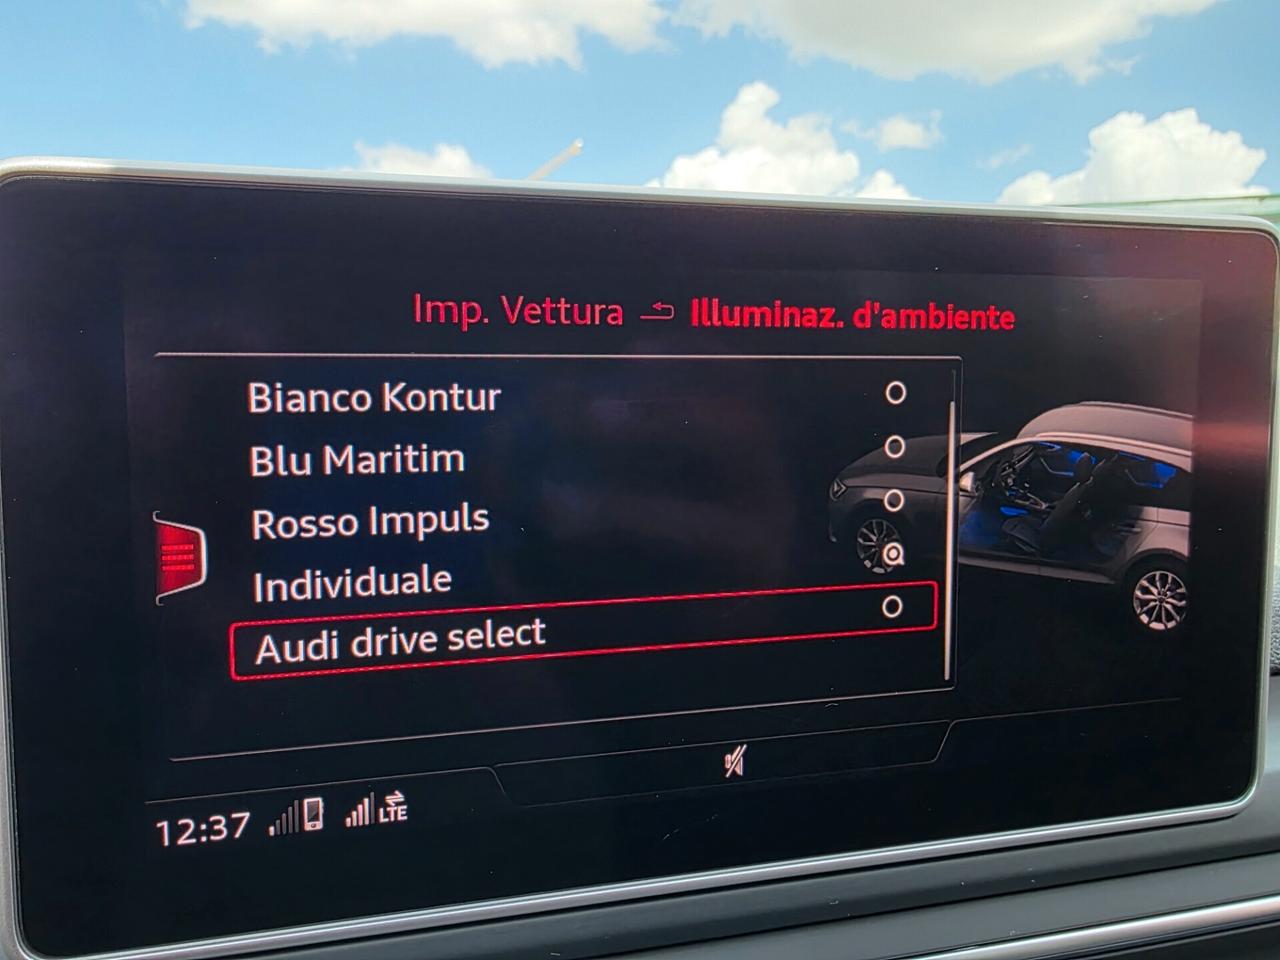 Imp. Vettura Illuminaz. d'ambiente
Bianco Kontur
Blu Maritim
Rosso Impuls
Individuale
Audi drive select
12:37 LTE